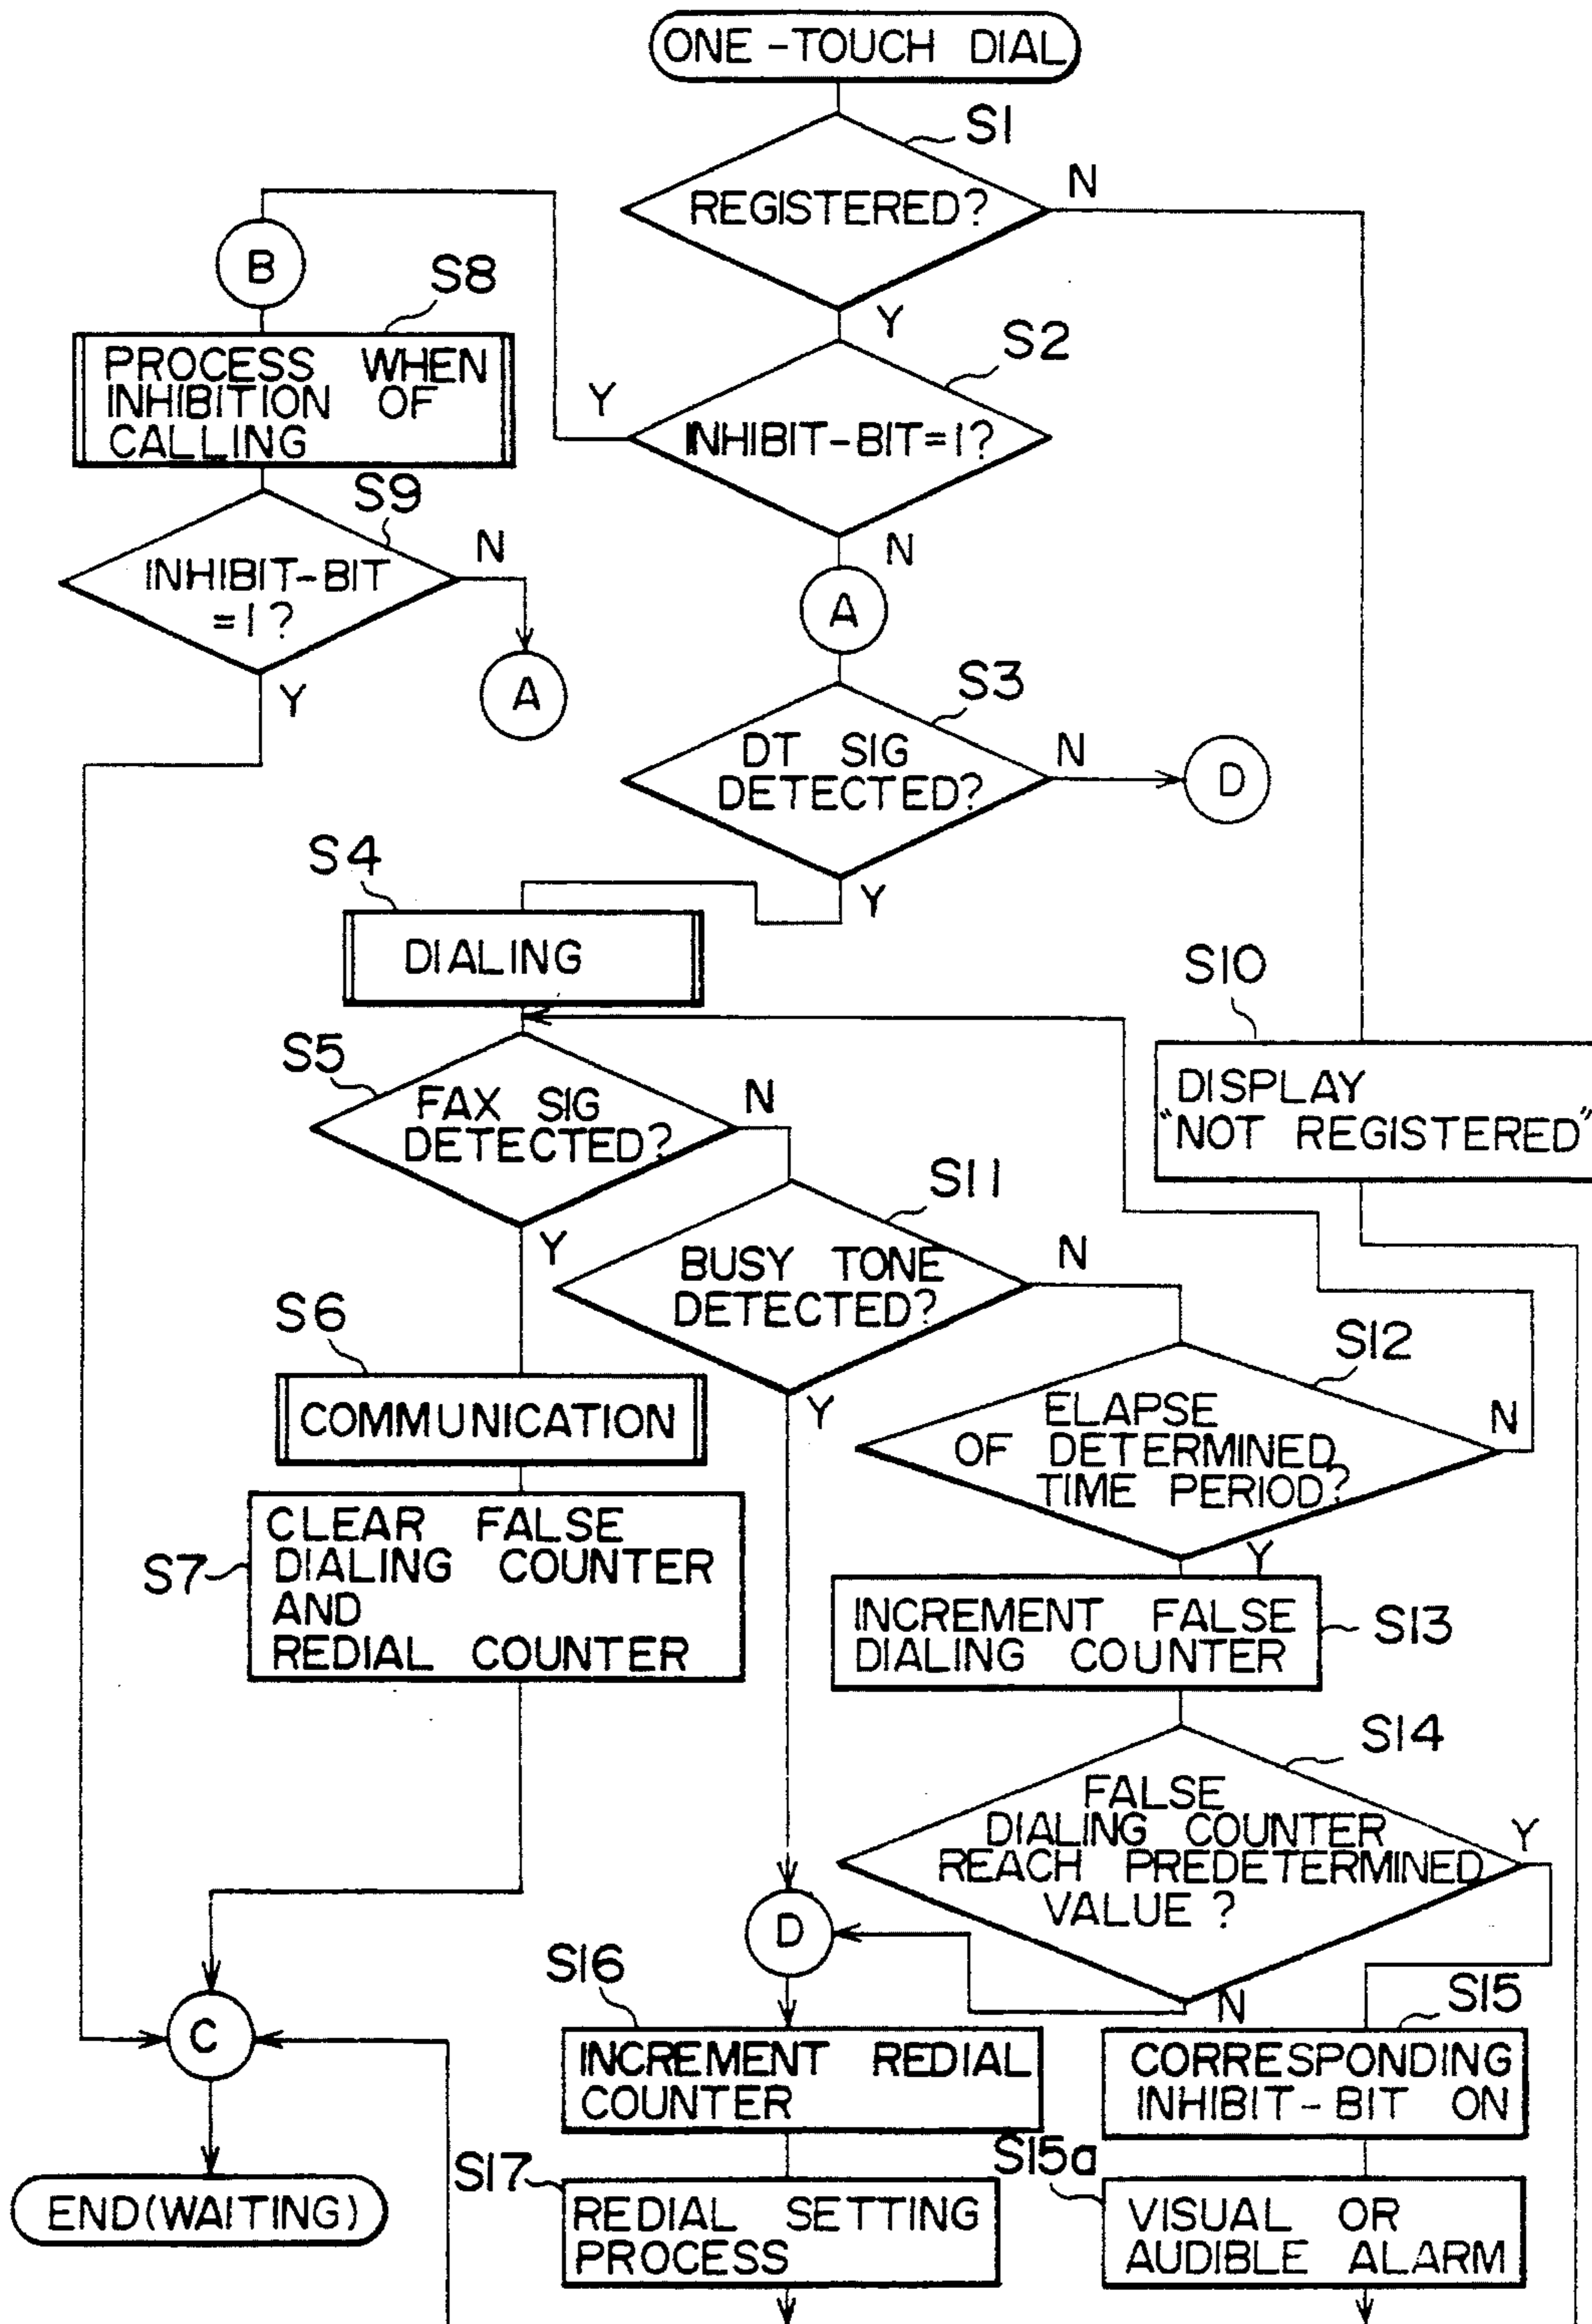 ONE-TOUCH DIAL
S1
REGISTERED?
N
Y
B
S8
PROCESS WHEN
INHIBITION OF
CALLING
S2
INHIBIT-BIT=1?
Y
N
S9
INHIBIT-BIT
=1?
N
A
Y
A
S3
DT SIG
DETECTED?
N
D
Y
S4
DIALING
S10
DISPLAY
"NOT REGISTERED"
S5
FAX SIG
DETECTED?
N
Y
S11
BUSY TONE
DETECTED?
N
Y
S6
COMMUNICATION
S12
ELAPSE
OF DETERMINED
TIME PERIOD?
N
Y
S7
CLEAR FALSE
DIALING COUNTER
AND
REDIAL COUNTER
INCREMENT FALSE
DIALING COUNTER
S13
S14
FALSE
DIALING COUNTER
REACH PREDETERMINED
VALUE ?
Y
N
D
C
S16
INCREMENT REDIAL
COUNTER
S15
CORRESPONDING
INHIBIT-BIT ON
END(WAITING)
S17
REDIAL SETTING
PROCESS
S15a
VISUAL OR
AUDIBLE ALARM